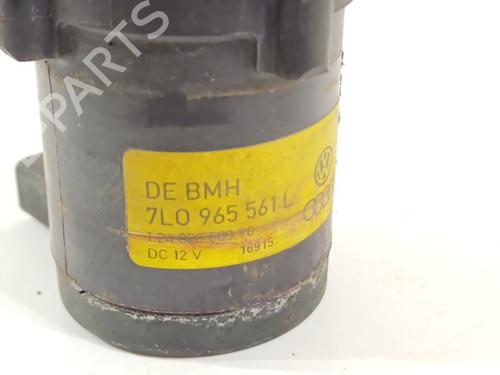 B-PARTS
DE BMH
7L0 965 561 L
DC 12 V 16915